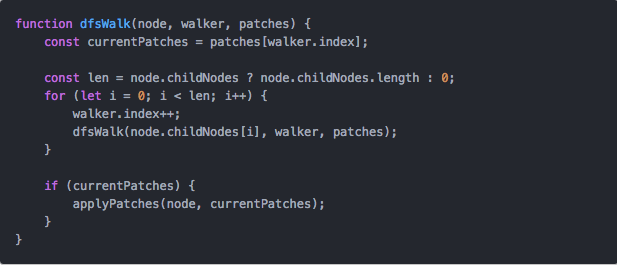 function dfsWalk(node, walker, patches) {
    const currentPatches = patches[walker.index];

    const len = node.childNodes ? node.childNodes.length : 0;
    for (let i = 0; i < len; i++) {
        walker.index++;
        dfsWalk(node.childNodes[i], walker, patches);
    }

    if (currentPatches) {
        applyPatches(node, currentPatches);
    }
}